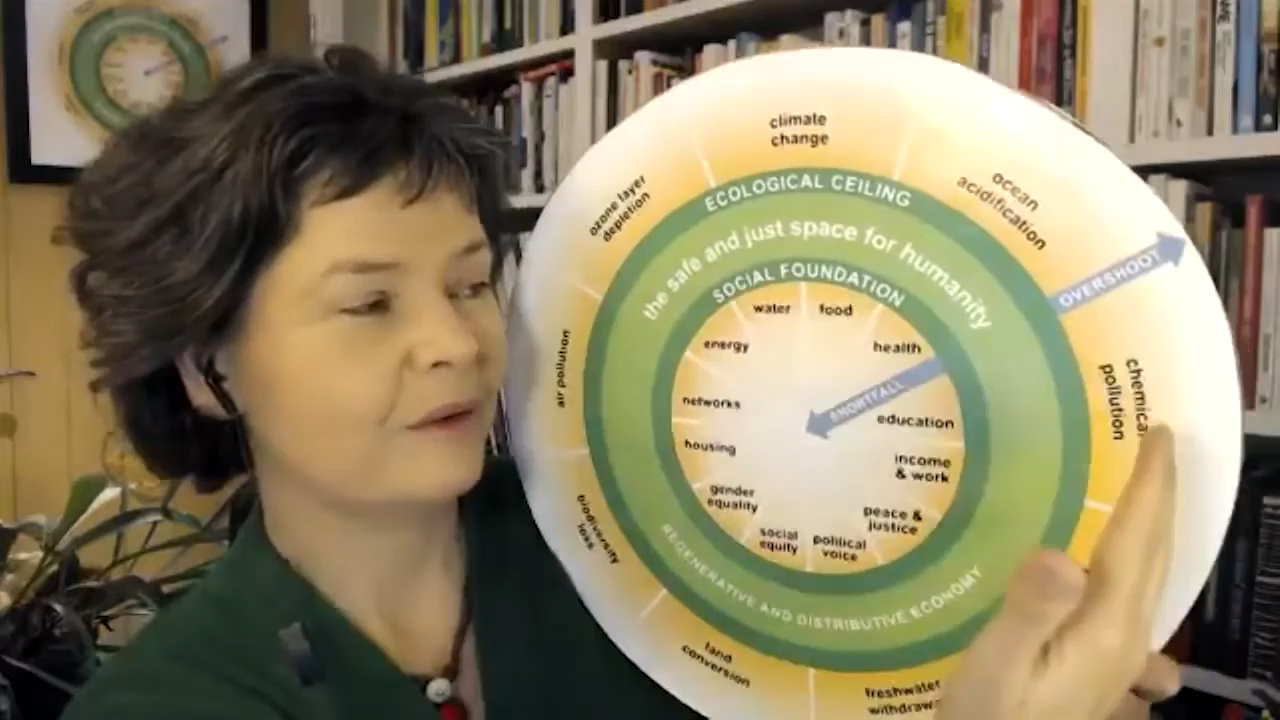 climate
change
ocean
acidification
OVERSHOOT
chemical
pollution
freshwater
land
conversion
biodiversity
loss
air pollution
ozone layer
depletion
ECOLOGICAL CEILING
the safe and just space for humanity
SOCIAL FOUNDATION
water
food
energy
health
networks
SHORTFALL
education
housing
income
& work
gender
equality
peace &
justice
social
equity
political
voice
REGENERATIVE AND DISTRIBUTIVE ECONOMY